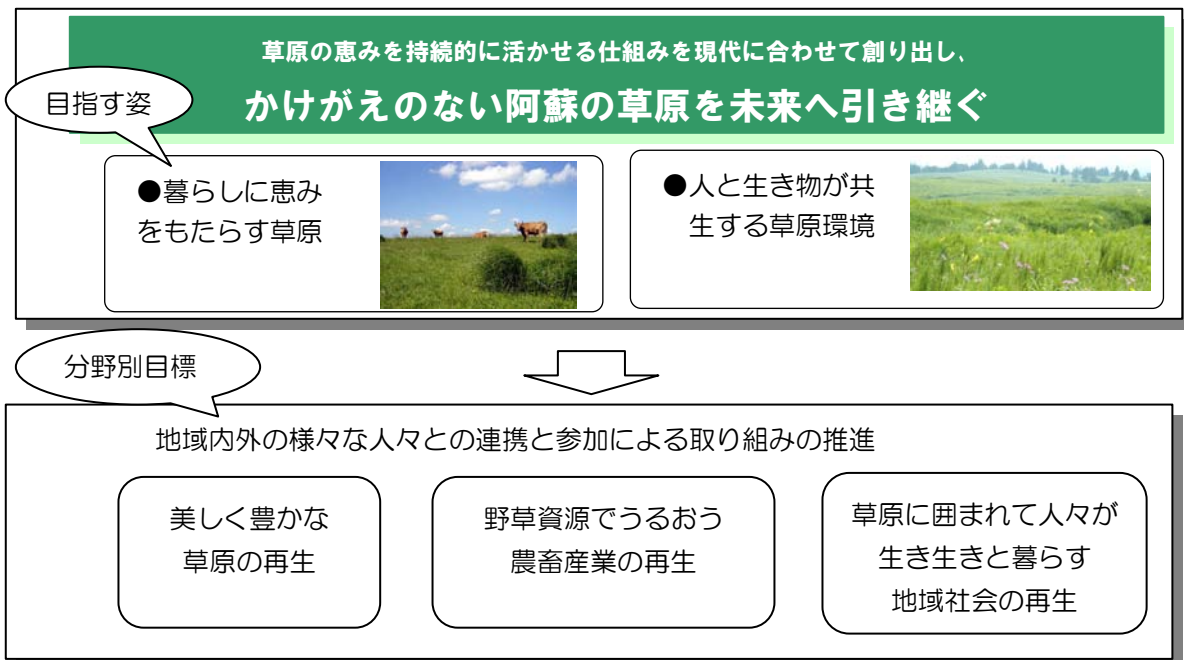 草原の恵みを持続的に活かせる仕組みを現代に合わせて創り出し、
かけがえのない阿蘇の草原を未来へ引き継ぐ
目指す姿
●暮らしに恵み
をもたらす草原
●人と生き物が共
生する草原環境
分野別目標
地域内外の様々な人々との連携と参加による取り組みの推進
美しく豊かな
草原の再生
野草資源でうるおう
農畜産業の再生
草原に囲まれて人々が
生き生きと暮らす
地域社会の再生